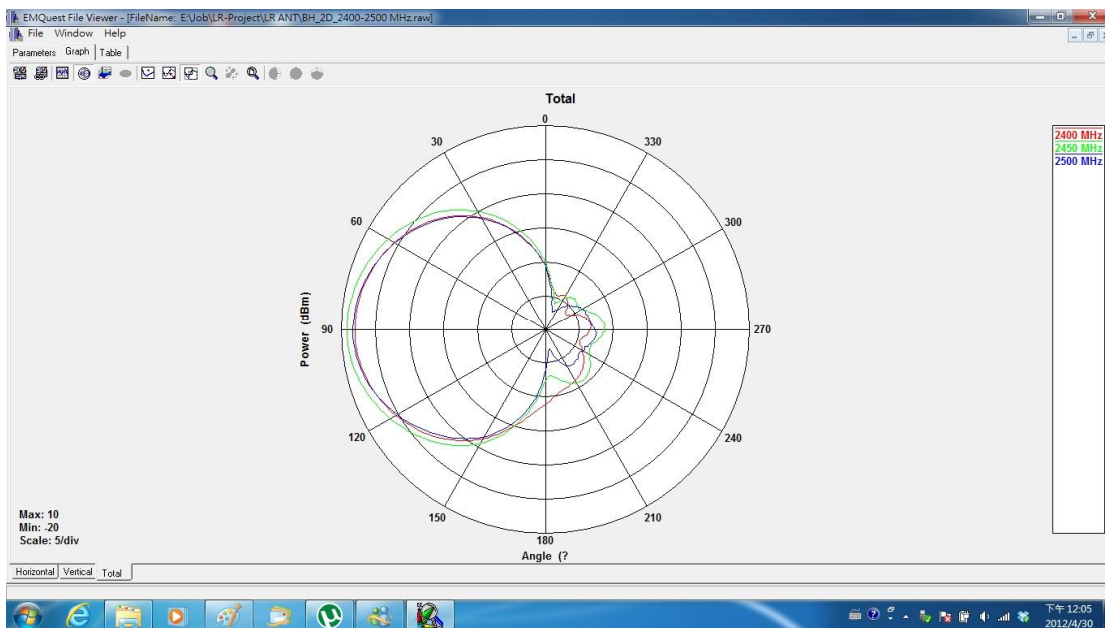 EMQuest File Viewer - [FileName: E:\Job\LR-Project\LR ANT\BH_2D_2400-2500 MHz.raw]
File Window Help
Parameters Graph Table
Total
0
30
330
60
300
90
270
120
240
150
210
180
Power (dBm)
Angle (?
2400 MHz
2450 MHz
2500 MHz
Max: 10
Min: -20
Scale: 5/div
Horizontal Vertical Total
下午 12:05
2012/4/30